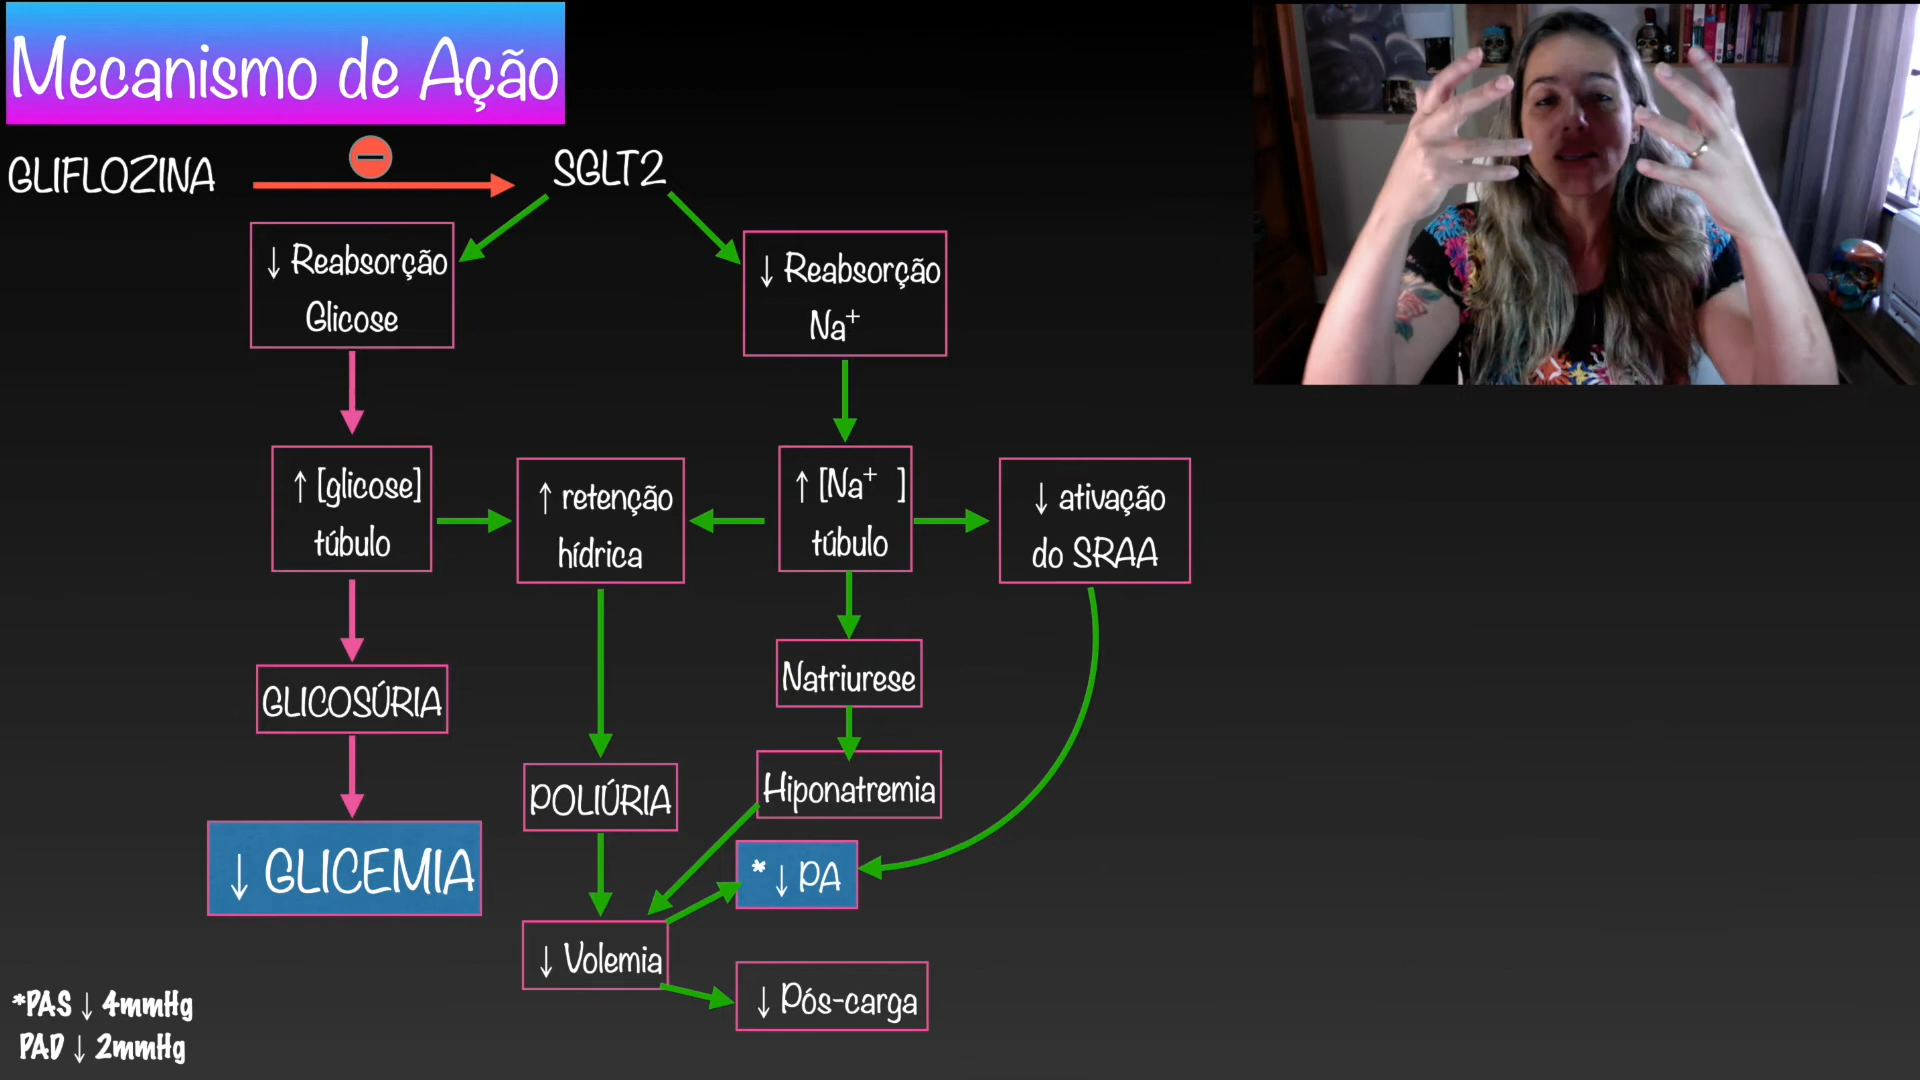 Mecanismo de Ação
GLIFLOZINA
SGLT2
↓ Reabsorção
Glicose
↓ Reabsorção
Na⁺
↑ [glicose]
túbulo
↑ retenção
hídrica
↑ [Na⁺ ]
túbulo
↓ ativação
do SRAA
Natriurese
GLICOSÚRIA
Hiponatremia
POLIÚRIA
↓ GLICEMIA
* ↓ PA
↓ Volemia
↓ Pós-carga
*PAS ↓ 4mmHg
PAD ↓ 2mmHg